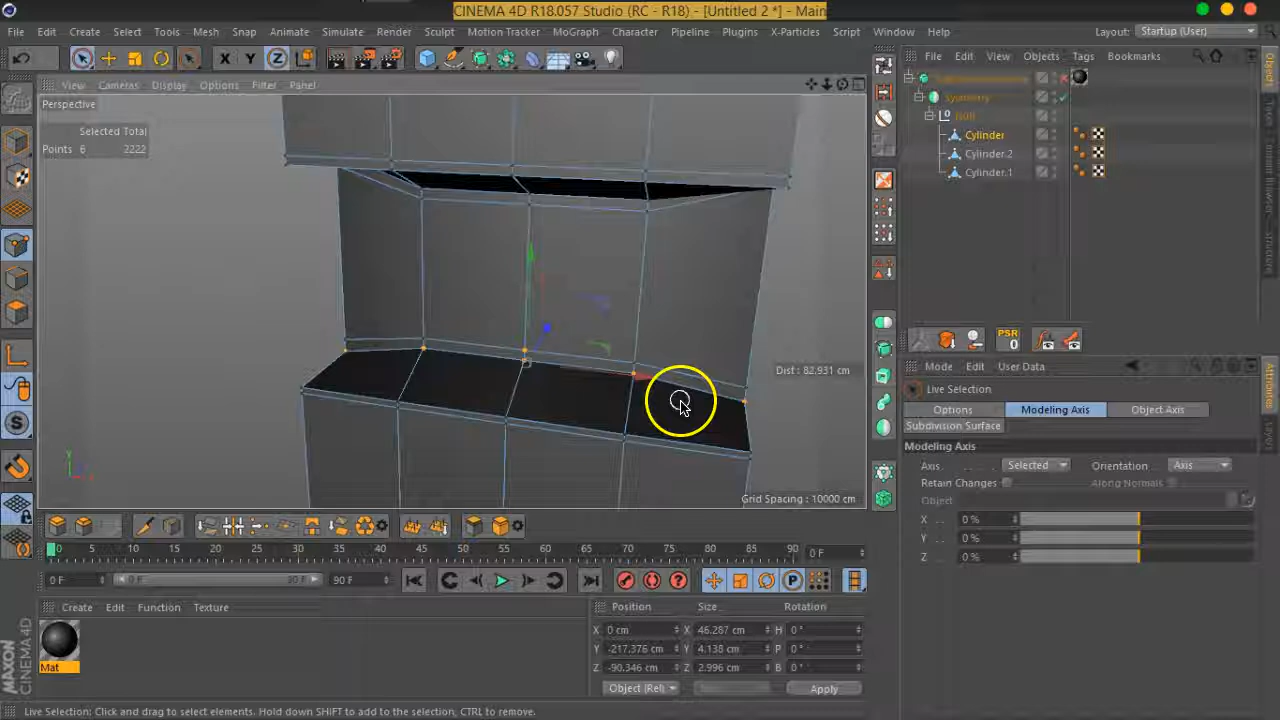 CINEMA 4D R18.057 Studio (RC - R18) - [Untitled 2 *] - Main
File Edit Create Select Tools Mesh Snap Animate Simulate Render Sculpt Motion Tracker MoGraph Character Pipeline Plugins X-Particles Script Window Help Layout: Startup (User)
X Y Z
File Edit View Objects Tags Bookmarks
View Cameras Display Options Filter Panel
Perspective
Selected Total
Points 6 2222
Symmetry
Null
Cylinder
Cylinder.2
Cylinder.1
Dist : 82.931 cm
Grid Spacing : 10000 cm
PSR
0
Mode Edit User Data
Live Selection
Options Modeling Axis Object Axis
Subdivision Surface
Modeling Axis
Axis Selected Orientation Axis
Retain Changes Along Normals
Object
X 0 %
Y 0 %
Z 0 %
Objects
Attributes
Layers
0 5 10 15 20 25 30 35 40 45 50 55 60 65 70 75 80 85 90 0 F
0 F 90 F
Create Edit Function Texture
Mat
Position Size Rotation
X 0 cm X 46.287 cm H 0 °
Y -217.376 cm Y 4.138 cm P 0 °
Z -90.346 cm Z 2.996 cm B 0 °
Object (Rel) Apply
MAXON
CINEMA 4D
Live Selection: Click and drag to select elements. Hold down SHIFT to add to the selection, CTRL to remove.